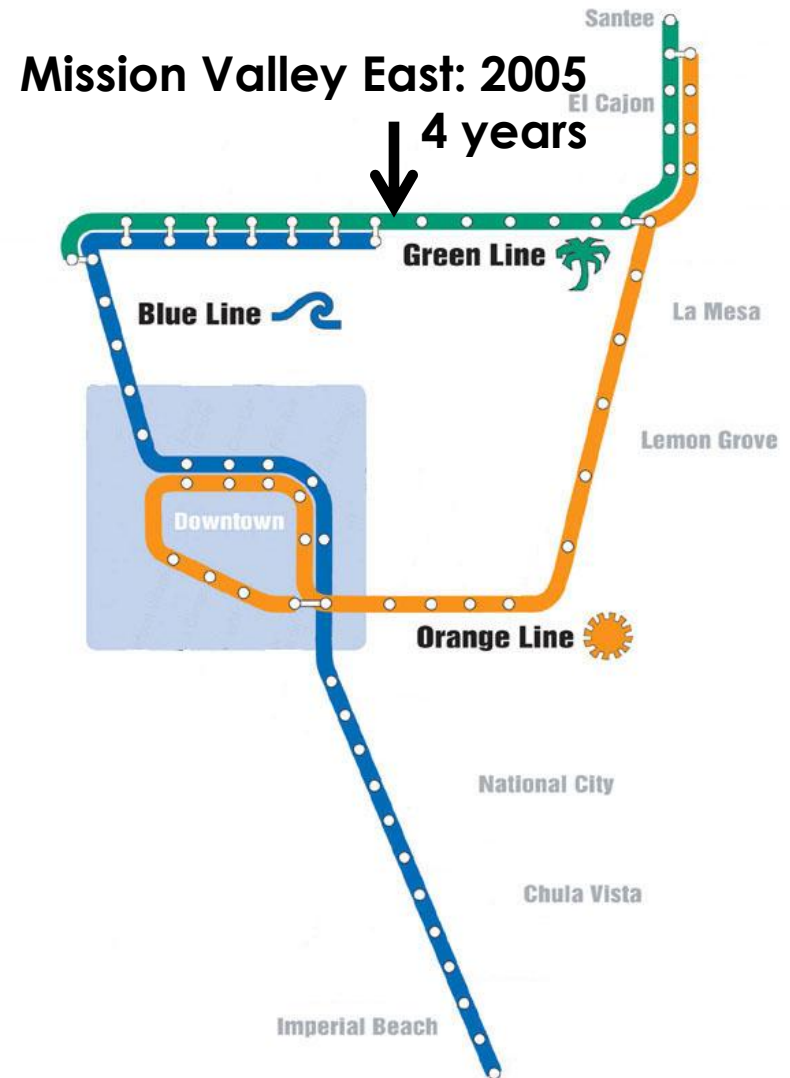 Santee
Mission Valley East: 2005
El Cajon
4 years
Green Line
Blue Line
La Mesa
Lemon Grove
Downtown
Orange Line
National City
Chula Vista
Imperial Beach